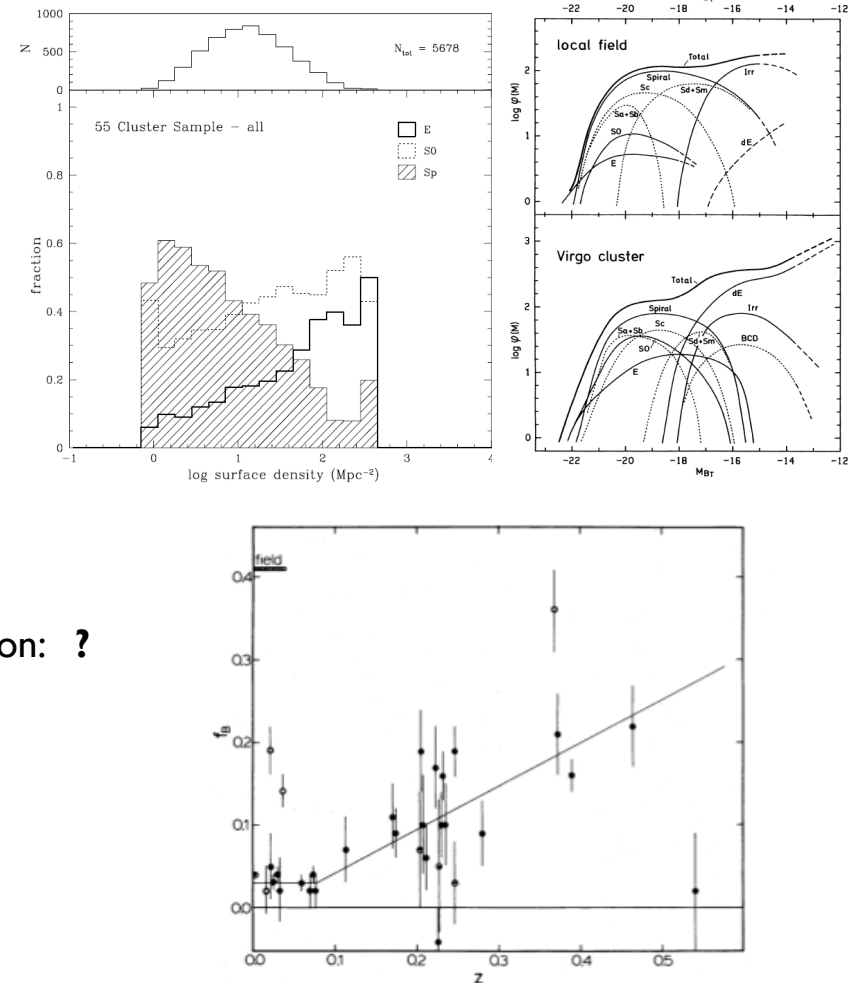 1000
500
0
N
N_tot = 5678
55 Cluster Sample - all
E
S0
Sp
1
0.8
0.6
0.4
0.2
0
fraction
-1 0 1 2 3 4
log surface density (Mpc⁻²)
-22 -20 -18 -16 -14 -12
local field
Total
Spiral
Sc
Sd+Sm
Irr
Sa+Sb
SO
E
dE
2
1
0
log φ(M)
Virgo cluster
Total
dE
Spiral
Irr
Sa+Sb
Sc
Sd+Sm
BCD
SO
E
3
2
1
0
log φ(M)
-22 -20 -18 -16 -14 -12
M_BT
on: ?
field
0.4
0.3
0.2
0.1
0.0
f_B
0.0 0.1 0.2 0.3 0.4 0.5
z